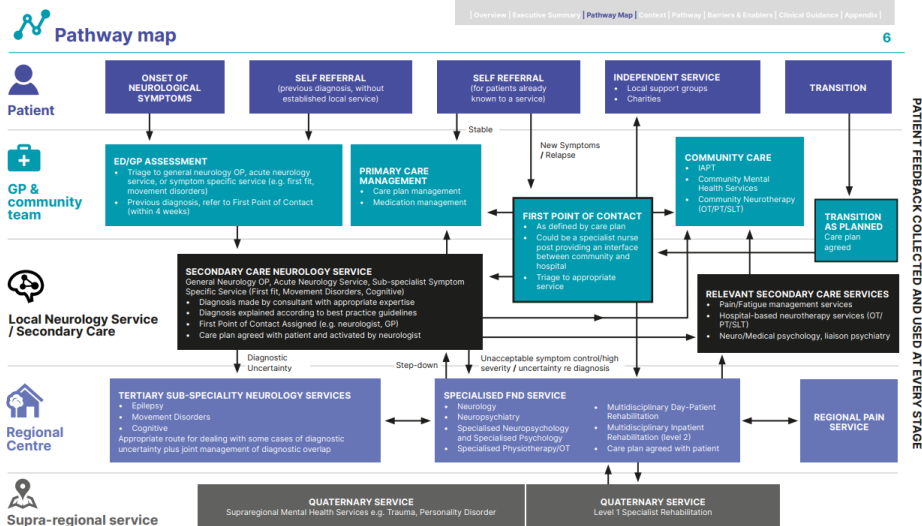 | Overview | Executive Summary | Pathway Map | Context | Pathway | Barriers & Enablers | Clinical Guidance | Appendix |
Pathway map
6
Patient
ONSET OF
NEUROLOGICAL
SYMPTOMS
SELF REFERRAL
(previous diagnosis, without
established local service)
SELF REFERRAL
(for patients already
known to a service)
INDEPENDENT SERVICE
• Local support groups
• Charities
TRANSITION
Stable
New Symptoms
/ Relapse
GP &
community
team
ED/GP ASSESSMENT
• Triage to general neurology OP, acute neurology
service, or symptom specific service (e.g. first fit,
movement disorders)
• Previous diagnosis, refer to First Point of Contact
(within 4 weeks)
PRIMARY CARE
MANAGEMENT
• Care plan management
• Medication management
FIRST POINT OF CONTACT
• As defined by care plan
• Could be a specialist nurse
post providing an interface
between community and
hospital
• Triage to appropriate
service
COMMUNITY CARE
• IAPT
• Community Mental
Health Services
• Community Neurotherapy
(OT/PT/SLT)
TRANSITION
AS PLANNED
Care plan
agreed
Local Neurology Service
/ Secondary Care
SECONDARY CARE NEUROLOGY SERVICE
General Neurology OP, Acute Neurology Service, Sub-specialist Symptom
Specific Service (First fit, Movement Disorders, Cognitive)
• Diagnosis made by consultant with appropriate expertise
• Diagnosis explained according to best practice guidelines
• First Point of Contact Assigned (e.g. neurologist, GP)
• Care plan agreed with patient and activated by neurologist
RELEVANT SECONDARY CARE SERVICES
• Pain/Fatigue management services
• Hospital-based neurotherapy services (OT/
PT/SLT)
• Neuro/Medical psychology, liaison psychiatry
Diagnostic
Uncertainty
Step-down
Unacceptable symptom control/high
severity / uncertainty re diagnosis
Regional
Centre
TERTIARY SUB-SPECIALITY NEUROLOGY SERVICES
• Epilepsy
• Movement Disorders
• Cognitive
Appropriate route for dealing with some cases of diagnostic
uncertainty plus joint management of diagnostic overlap
SPECIALISED FND SERVICE
• Neurology
• Neuropsychiatry
• Specialised Neuropsychology
and Specialised Psychology
• Specialised Physiotherapy/OT
• Multidisciplinary Day-Patient
Rehabilitation
• Multidisciplinary Inpatient
Rehabilitation (level 2)
• Care plan agreed with patient
REGIONAL PAIN
SERVICE
Supra-regional service
QUATERNARY SERVICE
Supraregional Mental Health Services e.g. Trauma, Personality Disorder
QUATERNARY SERVICE
Level 1 Specialist Rehabilitation
PATIENT FEEDBACK COLLECTED AND USED AT EVERY STAGE